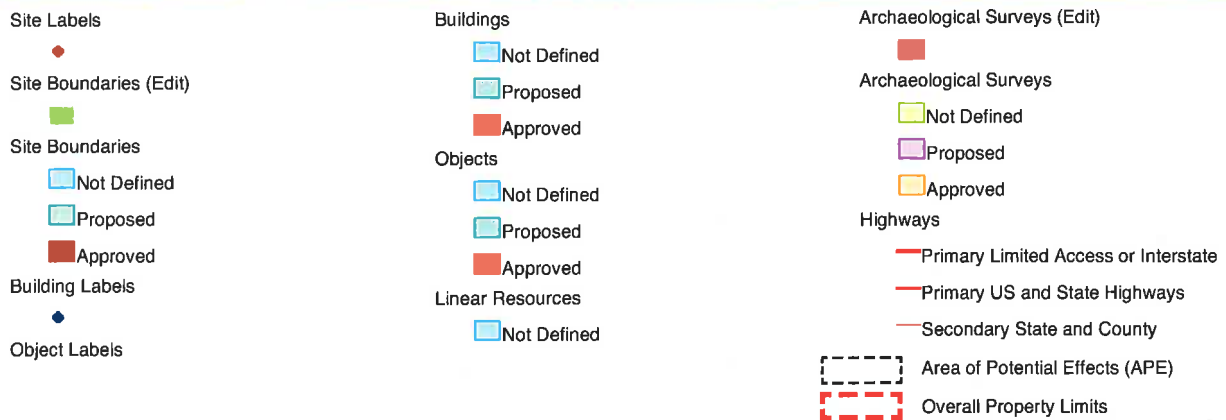 Site Labels
Site Boundaries (Edit)
Site Boundaries
Not Defined
Proposed
Approved
Building Labels
Object Labels
Buildings
Not Defined
Proposed
Approved
Objects
Not Defined
Proposed
Approved
Linear Resources
Not Defined
Archaeological Surveys (Edit)
Archaeological Surveys
Not Defined
Proposed
Approved
Highways
Primary Limited Access or Interstate
Primary US and State Highways
Secondary State and County
Area of Potential Effects (APE)
Overall Property Limits